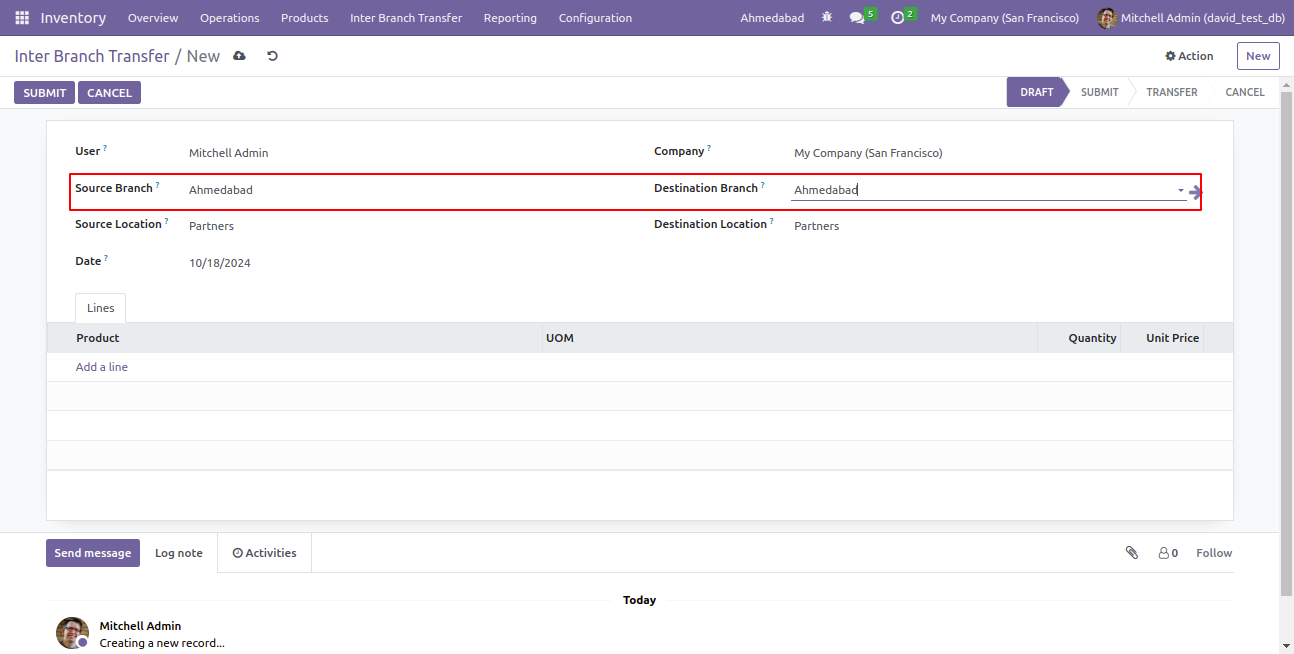 Inventory Overview Operations Products Inter Branch Transfer Reporting Configuration Ahmedabad 5 2 My Company (San Francisco) Mitchell Admin (david_test_db)
Inter Branch Transfer / New Action New
SUBMIT CANCEL DRAFT SUBMIT TRANSFER CANCEL
User ? Mitchell Admin Company ? My Company (San Francisco)
Source Branch ? Ahmedabad Destination Branch ? Ahmedabad
Source Location ? Partners Destination Location ? Partners
Date ? 10/18/2024
Lines
Product UOM Quantity Unit Price
Add a line
Send message Log note Activities 0 Follow
Today
Mitchell Admin
Creating a new record...